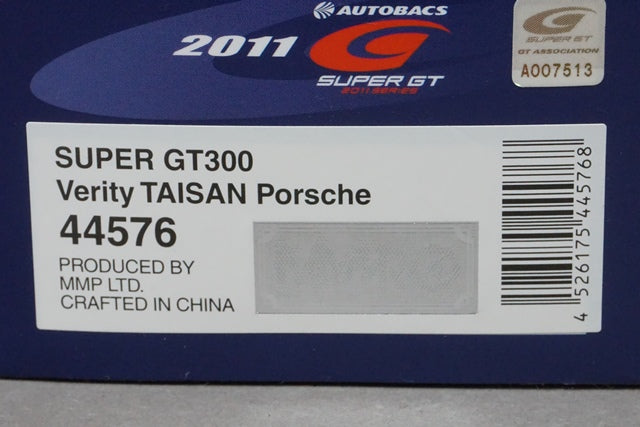 AUTOBACS
2011
SUPER GT
2011 SERIES
SUPER GT
GT ASSOCIATION
A007513
SUPER GT300
Verity TAISAN Porsche
44576
PRODUCED BY
MMP LTD.
CRAFTED IN CHINA
4 526175 445768